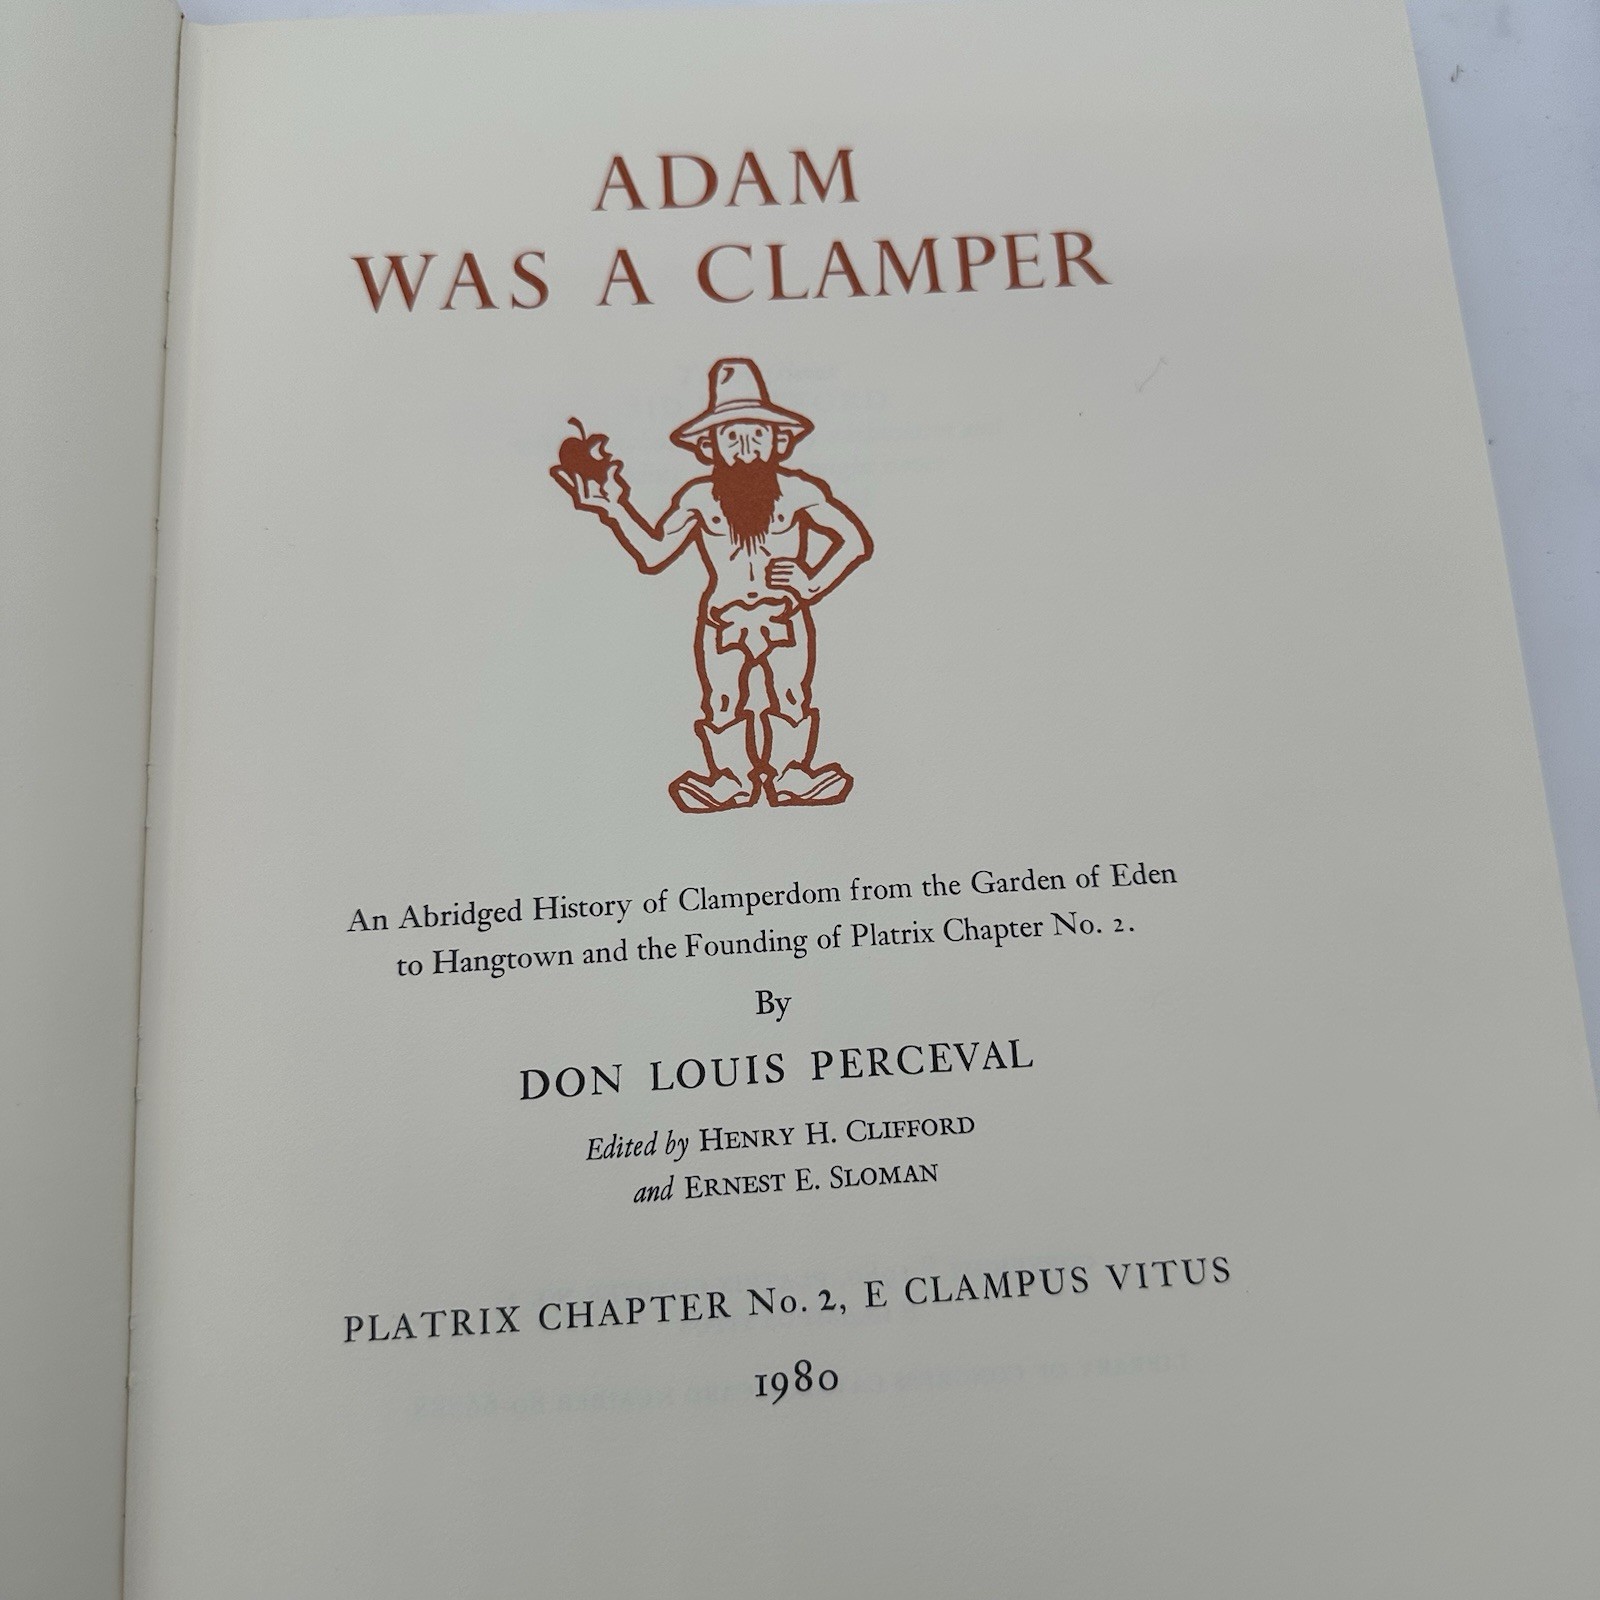 ADAM
WAS A CLAMPER
An Abridged History of Clamperdom from the Garden of Eden
to Hangtown and the Founding of Platrix Chapter No. 2.
By
DON LOUIS PERCEVAL
Edited by HENRY H. CLIFFORD
and ERNEST E. SLOMAN
PLATRIX CHAPTER No. 2, E CLAMPUS VITUS
1980